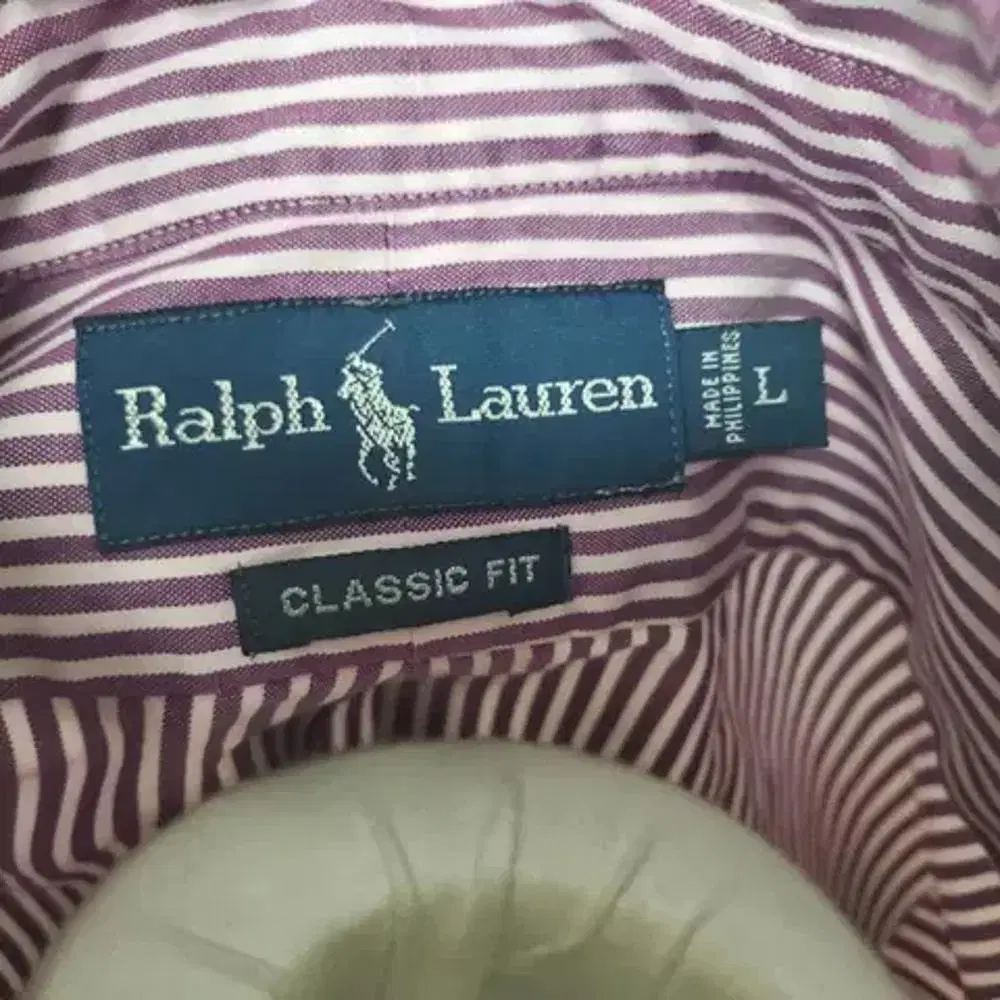 Ralph Lauren
MADE IN
PHILIPPINES
L
CLASSIC FIT